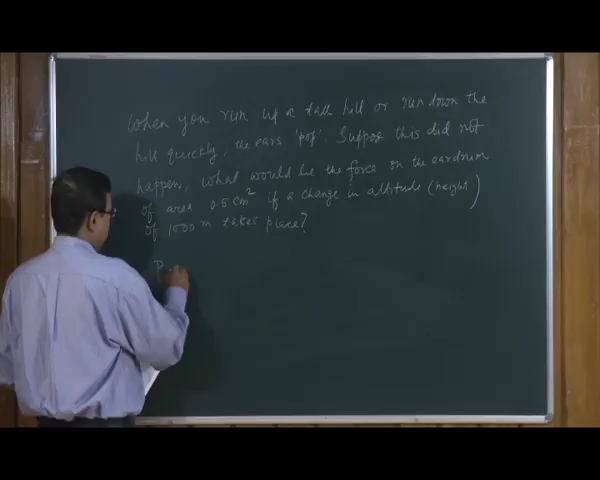 When you run up a tall hill or run down the
hill quickly, the ears 'pop'. Suppose this did not
happen, what would be the force on the eardrum
of area 0.5 cm² if a change in altitude (height)
of 1000 m takes place?
P